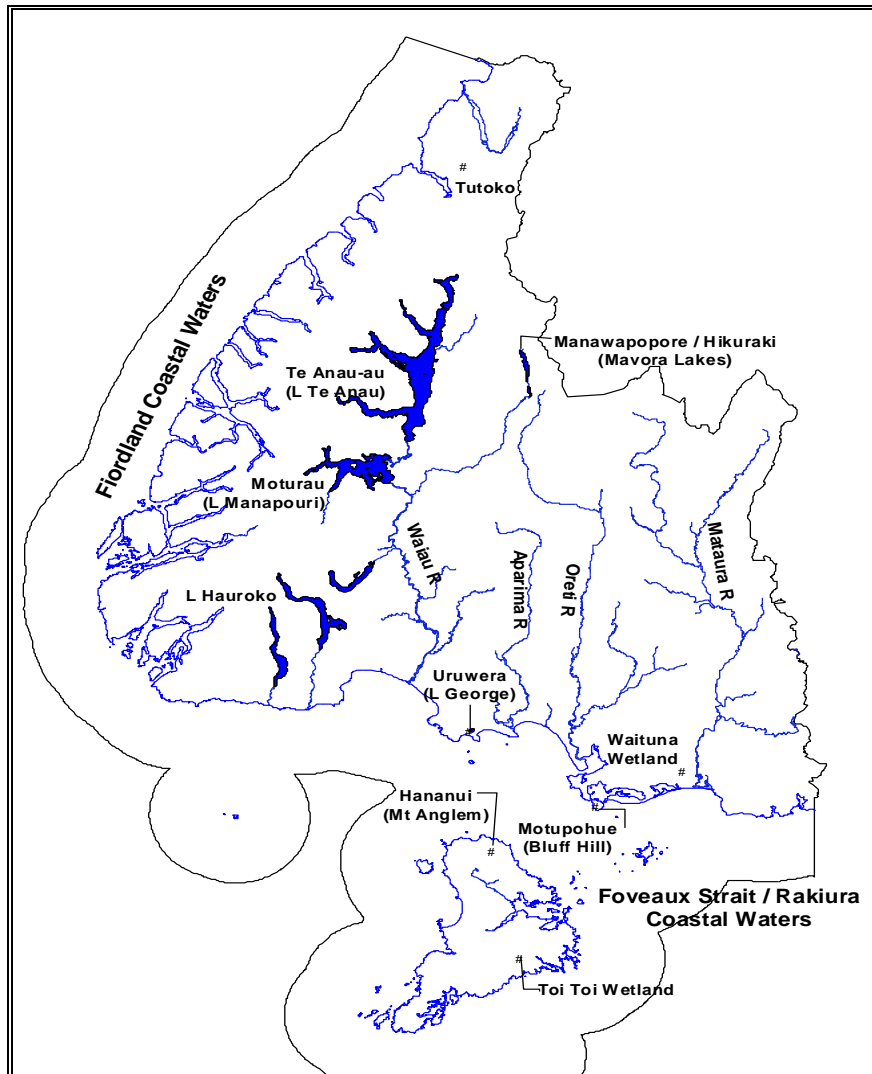 #
Tutoko
Fiordland Coastal Waters
Manawapopore / Hikuraki
(Mavora Lakes)
Te Anau-au
(L Te Anau)
Moturau
(L Manapouri)
Waiau R
Aparima R
Oreti R
Mataura R
L Hauroko
Uruwera
(L George)
#
Waituna
Wetland
#
Hananui
(Mt Anglem)
#
Motupohue
(Bluff Hill)
#
Foveaux Strait / Rakiura
Coastal Waters
#
Toi Toi Wetland